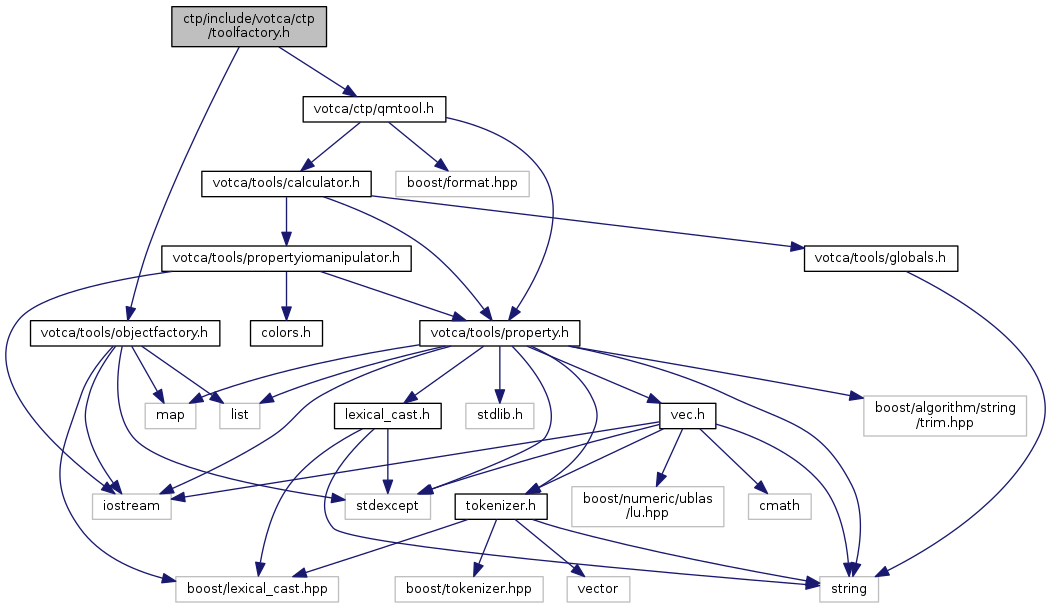 ctp/include/votca/ctp
/toolfactory.h
votca/ctp/qmtool.h
votca/tools/calculator.h
boost/format.hpp
votca/tools/propertyiomanipulator.h
votca/tools/globals.h
votca/tools/objectfactory.h
colors.h
votca/tools/property.h
map
list
lexical_cast.h
stdlib.h
vec.h
boost/algorithm/string
/trim.hpp
iostream
stdexcept
tokenizer.h
boost/numeric/ublas
/lu.hpp
cmath
boost/lexical_cast.hpp
boost/tokenizer.hpp
vector
string